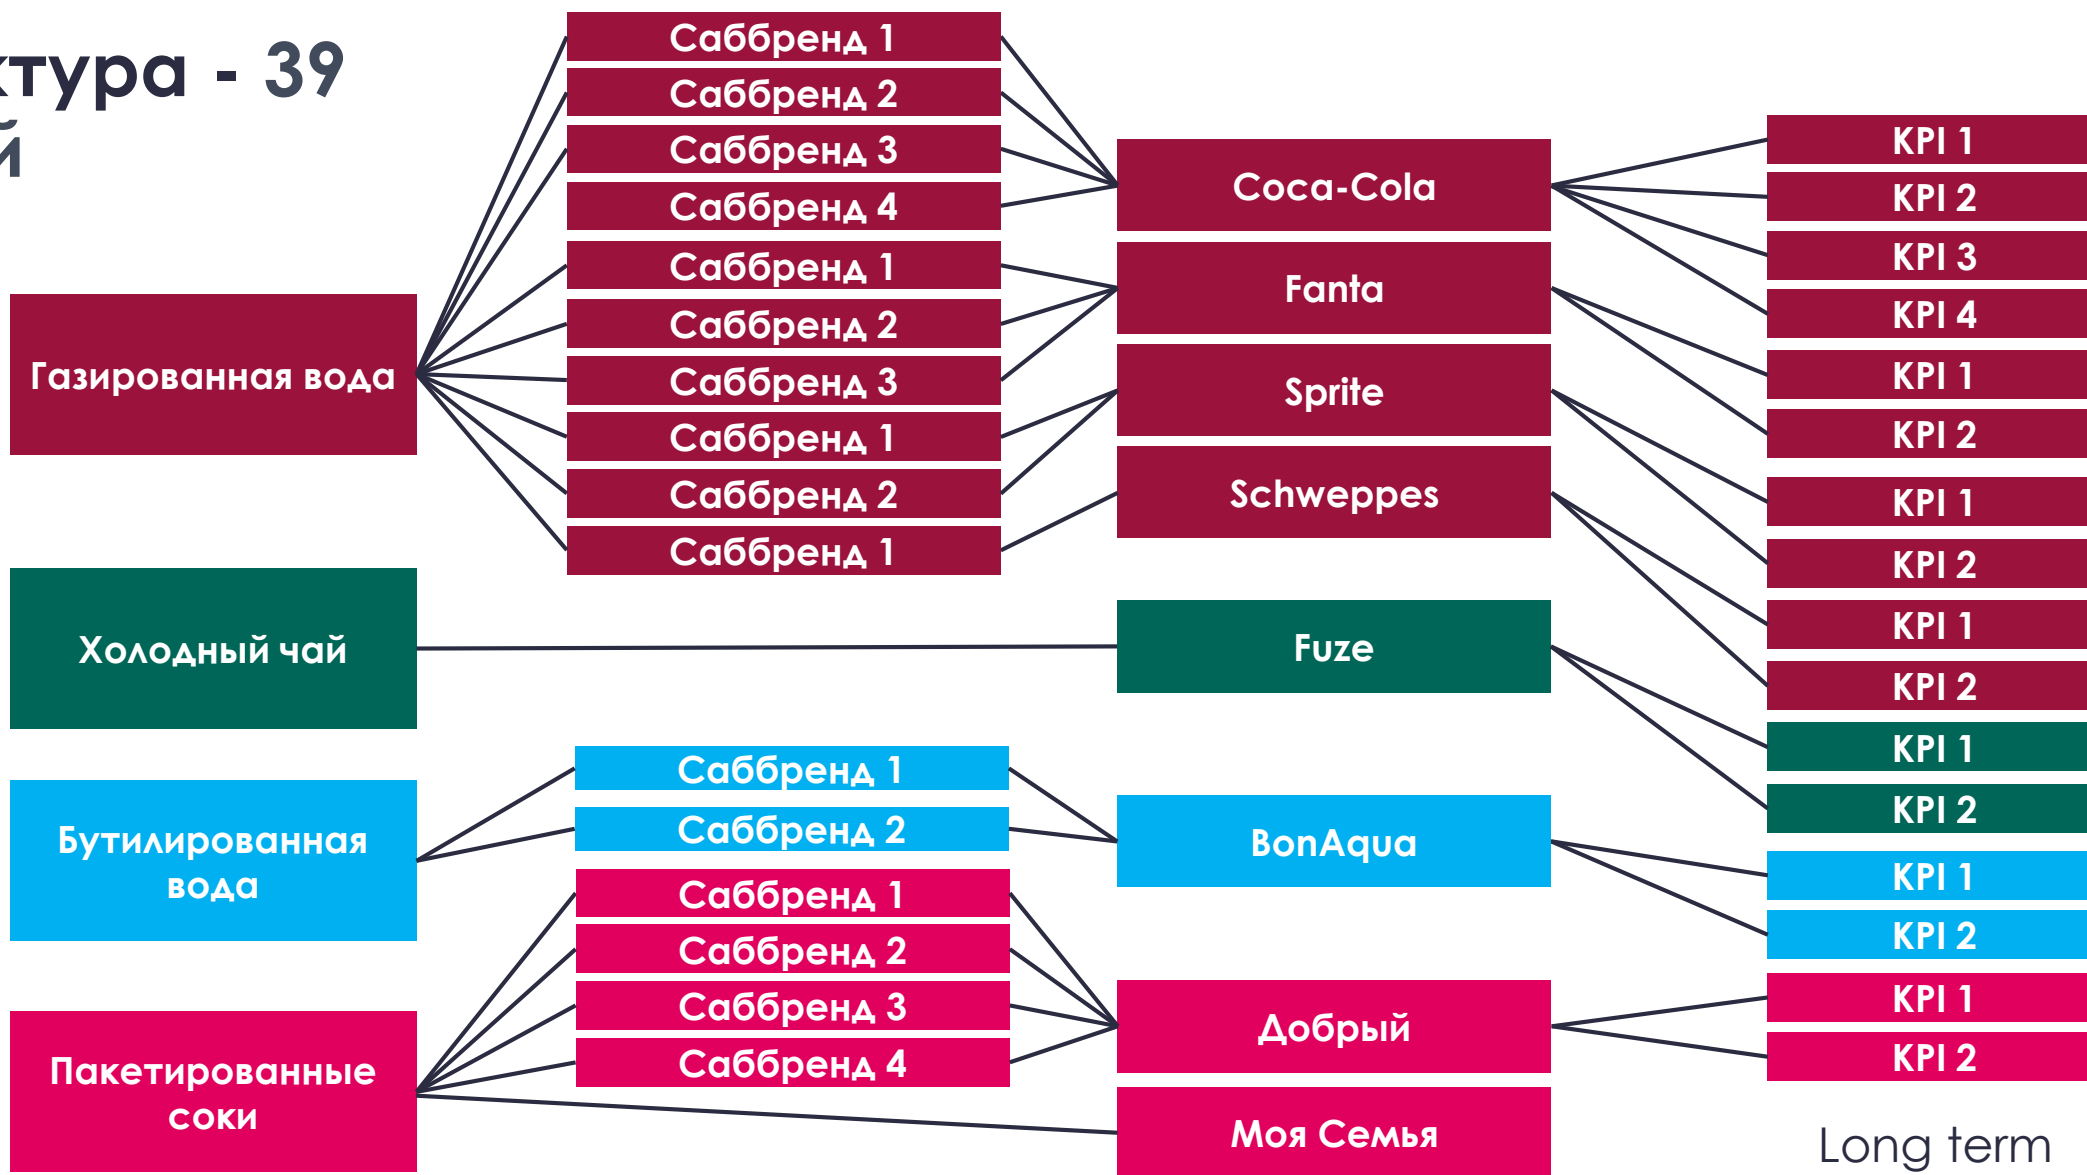 ктура - 39
й
Саббренд 1
Саббренд 2
Саббренд 3
Саббренд 4
Саббренд 1
Саббренд 2
Саббренд 3
Саббренд 1
Саббренд 2
Саббренд 1
Газированная вода
Coca-Cola
Fanta
Sprite
Schweppes
KPI 1
KPI 2
KPI 3
KPI 4
KPI 1
KPI 2
KPI 1
KPI 2
KPI 1
KPI 2
Холодный чай
Fuze
KPI 1
KPI 2
Бутилированная
вода
Саббренд 1
Саббренд 2
BonAqua
KPI 1
KPI 2
Пакетированные
соки
Саббренд 1
Саббренд 2
Саббренд 3
Саббренд 4
Добрый
Моя Семья
KPI 1
KPI 2
Long term